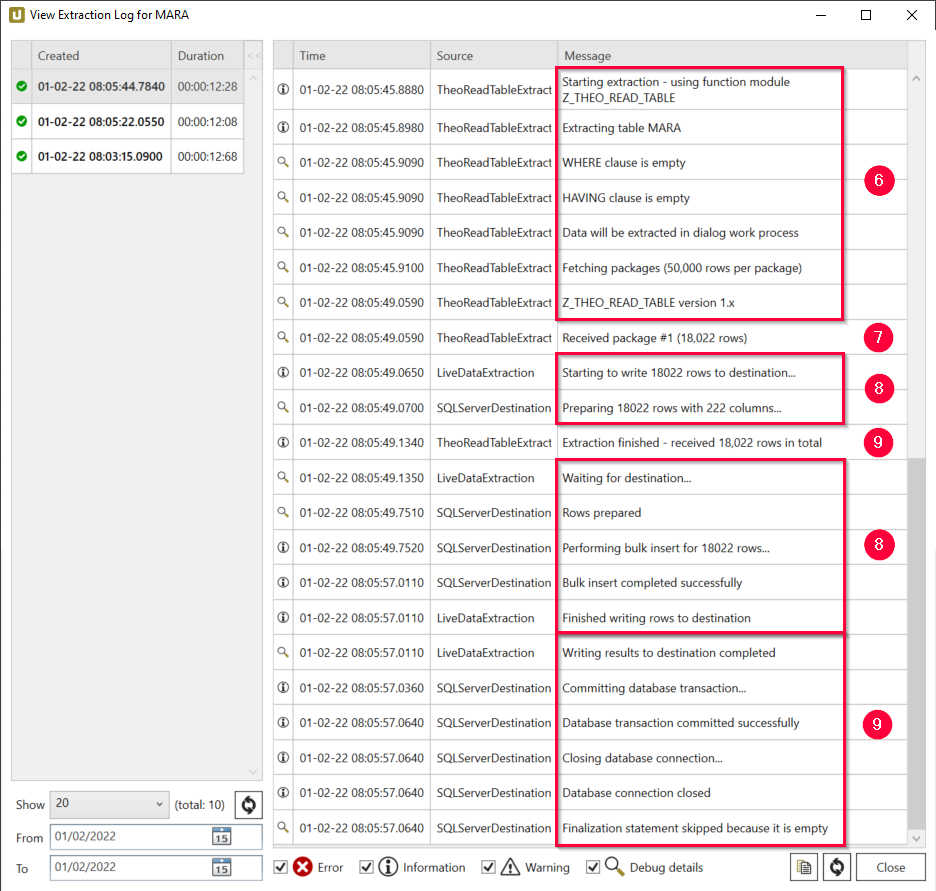 View Extraction Log for MARA
Created Duration <<
01-02-22 08:05:44.7840 00:00:12:28
01-02-22 08:05:22.0550 00:00:12:08
01-02-22 08:03:15.0900 00:00:12:68
Time Source Message
01-02-22 08:05:45.8880 TheoReadTableExtract Starting extraction - using function module
Z_THEO_READ_TABLE
01-02-22 08:05:45.8980 TheoReadTableExtract Extracting table MARA
01-02-22 08:05:45.9090 TheoReadTableExtract WHERE clause is empty
6
01-02-22 08:05:45.9090 TheoReadTableExtract HAVING clause is empty
01-02-22 08:05:45.9090 TheoReadTableExtract Data will be extracted in dialog work process
01-02-22 08:05:45.9100 TheoReadTableExtract Fetching packages (50,000 rows per package)
01-02-22 08:05:49.0590 TheoReadTableExtract Z_THEO_READ_TABLE version 1.x
01-02-22 08:05:49.0590 TheoReadTableExtract Received package #1 (18,022 rows) 7
01-02-22 08:05:49.0650 LiveDataExtraction Starting to write 18022 rows to destination...
8
01-02-22 08:05:49.0700 SQLServerDestination Preparing 18022 rows with 222 columns...
01-02-22 08:05:49.1340 TheoReadTableExtract Extraction finished - received 18,022 rows in total 9
01-02-22 08:05:49.1350 LiveDataExtraction Waiting for destination...
01-02-22 08:05:49.7510 SQLServerDestination Rows prepared
01-02-22 08:05:49.7520 SQLServerDestination Performing bulk insert for 18022 rows... 8
01-02-22 08:05:57.0110 SQLServerDestination Bulk insert completed successfully
01-02-22 08:05:57.0110 LiveDataExtraction Finished writing rows to destination
01-02-22 08:05:57.0110 LiveDataExtraction Writing results to destination completed
01-02-22 08:05:57.0360 SQLServerDestination Committing database transaction...
01-02-22 08:05:57.0640 SQLServerDestination Database transaction committed successfully 9
01-02-22 08:05:57.0640 SQLServerDestination Closing database connection...
01-02-22 08:05:57.0640 SQLServerDestination Database connection closed
01-02-22 08:05:57.0640 SQLServerDestination Finalization statement skipped because it is empty
Show 20 (total: 10)
From 01/02/2022 15
To 01/02/2022 15
Error Information Warning Debug details Close